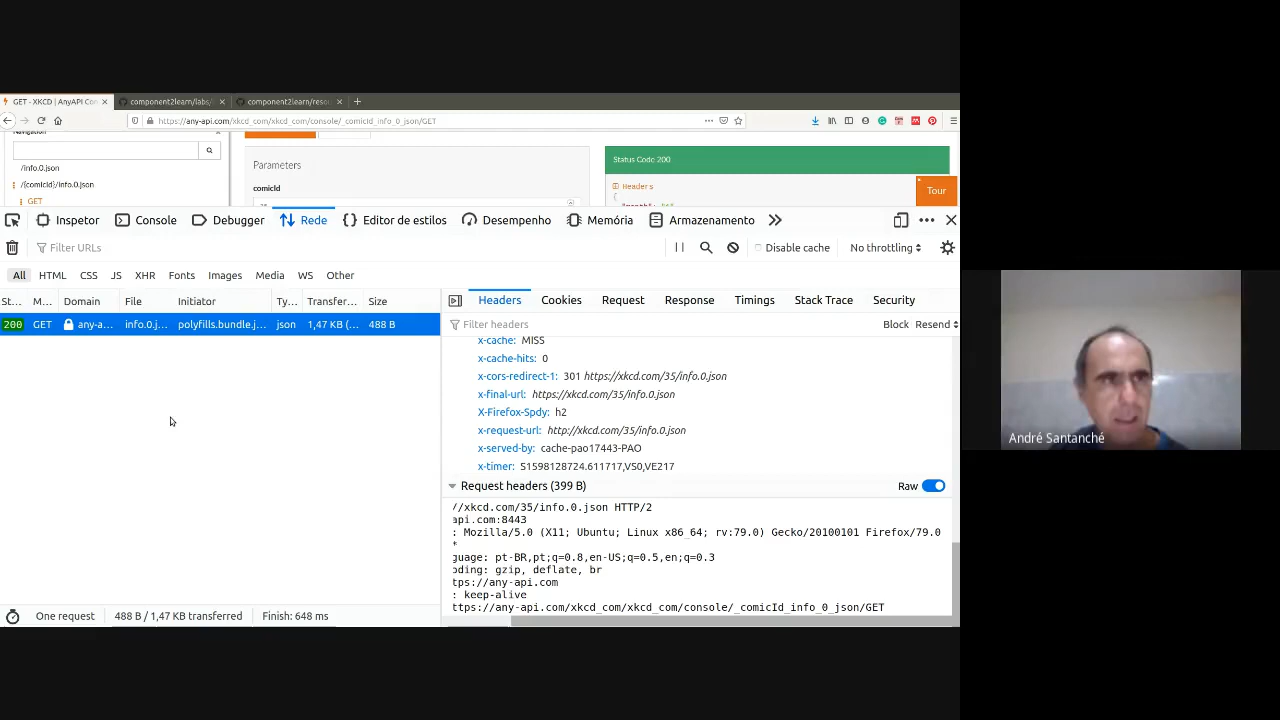 GET - XKCD | AnyAPI Con
component2learn/labs/
component2learn/reso
https://any-api.com/xkcd_com/xkcd_com/console/_comicId_info_0_json/GET
/info.0.json
/{comicId}/info.0.json
GET
Parameters
comicId
Status Code 200
Headers
{
Tour
Inspetor
Console
Debugger
Rede
Editor de estilos
Desempenho
Memória
Armazenamento
Filter URLs
Disable cache
No throttling
All HTML CSS JS XHR Fonts Images Media WS Other
St... M... Domain File Initiator Ty... Transfer... Size
200 GET any-a... info.0.j... polyfills.bundle.j... json 1,47 KB (... 488 B
Headers Cookies Request Response Timings Stack Trace Security
Filter headers
Block Resend
x-cache: MISS
x-cache-hits: 0
x-cors-redirect-1: 301 https://xkcd.com/35/info.0.json
x-final-url: https://xkcd.com/35/info.0.json
X-Firefox-Spdy: h2
x-request-url: http://xkcd.com/35/info.0.json
x-served-by: cache-pao17443-PAO
x-timer: S1598128724.611717,VS0,VE217
Request headers (399 B)
Raw
//xkcd.com/35/info.0.json HTTP/2
api.com:8443
: Mozilla/5.0 (X11; Ubuntu; Linux x86_64; rv:79.0) Gecko/20100101 Firefox/79.0
*
guage: pt-BR,pt;q=0.8,en-US;q=0.5,en;q=0.3
oding: gzip, deflate, br
tps://any-api.com
: keep-alive
ttps://any-api.com/xkcd_com/xkcd_com/console/_comicId_info_0_json/GET
One request
488 B / 1,47 KB transferred
Finish: 648 ms
André Santanché